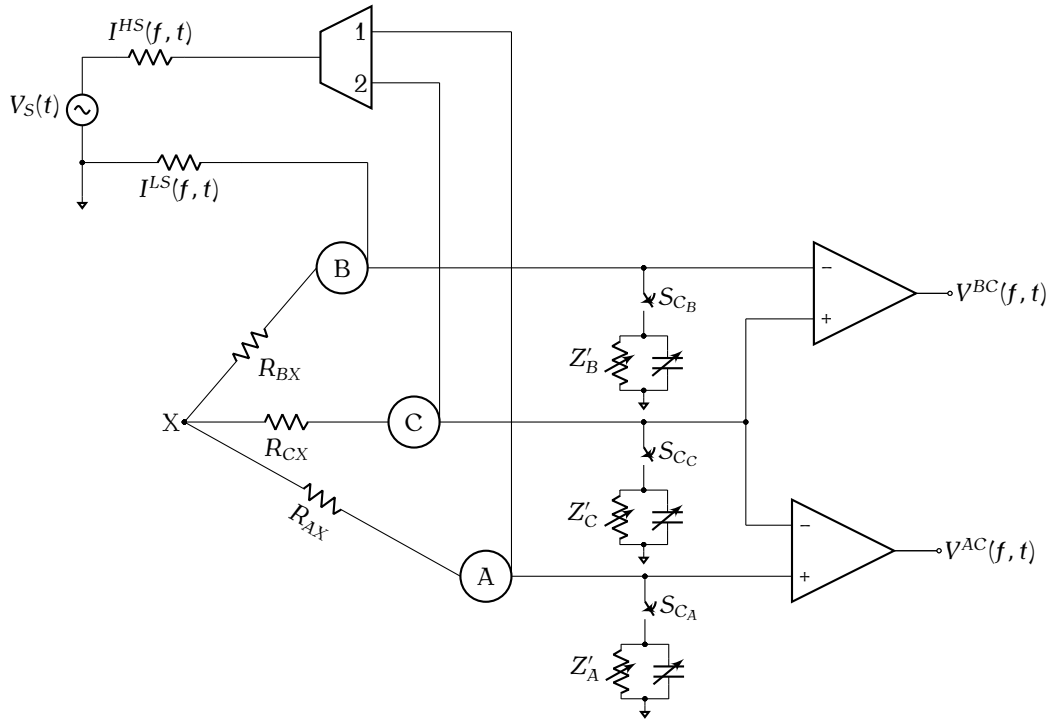 I^{HS}(f, t)
1
2
V_S(t)
I^{LS}(f, t)
B
−
+
V^{BC}(f, t)
S_{C_B}
Z'_B
R_{BX}
X
C
R_{CX}
S_{C_C}
Z'_C
R_{AX}
−
+
V^{AC}(f, t)
A
S_{C_A}
Z'_A